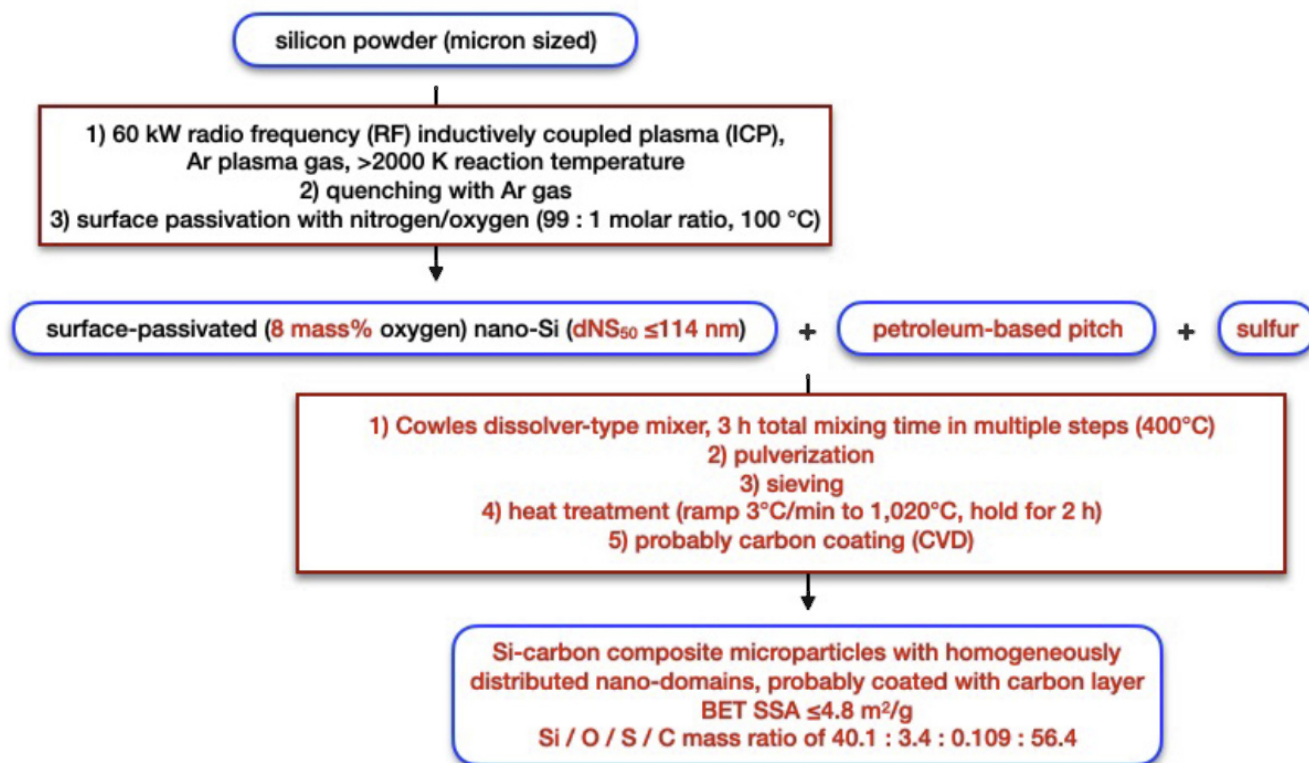 silicon powder (micron sized)
1) 60 kW radio frequency (RF) inductively coupled plasma (ICP),
Ar plasma gas, >2000 K reaction temperature
2) quenching with Ar gas
3) surface passivation with nitrogen/oxygen (99 : 1 molar ratio, 100 °C)
surface-passivated (8 mass% oxygen) nano-Si (dNS₅₀ ≤114 nm) + petroleum-based pitch + sulfur
1) Cowles dissolver-type mixer, 3 h total mixing time in multiple steps (400°C)
2) pulverization
3) sieving
4) heat treatment (ramp 3°C/min to 1,020°C, hold for 2 h)
5) probably carbon coating (CVD)
Si-carbon composite microparticles with homogeneously
distributed nano-domains, probably coated with carbon layer
BET SSA ≤4.8 m²/g
Si / O / S / C mass ratio of 40.1 : 3.4 : 0.109 : 56.4